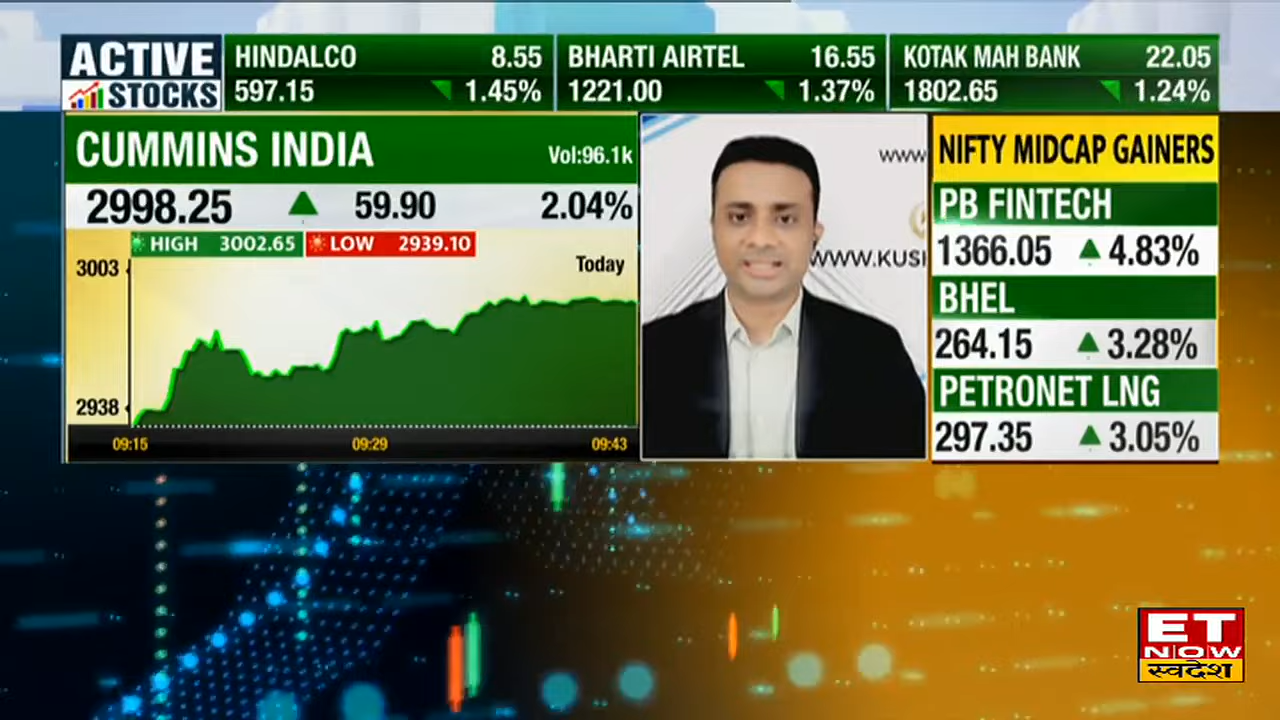 ACTIVE
STOCKS
HINDALCO 8.55
597.15 1.45%
BHARTI AIRTEL 16.55
1221.00 1.37%
KOTAK MAH BANK 22.05
1802.65 1.24%
CUMMINS INDIA Vol:96.1k
2998.25 59.90 2.04%
HIGH 3002.65 LOW 2939.10
Today
3003
2938
09:15 09:29 09:43
www
WWW.KUSH
NIFTY MIDCAP GAINERS
PB FINTECH
1366.05 4.83%
BHEL
264.15 3.28%
PETRONET LNG
297.35 3.05%
ET
NOW
स्वदेश